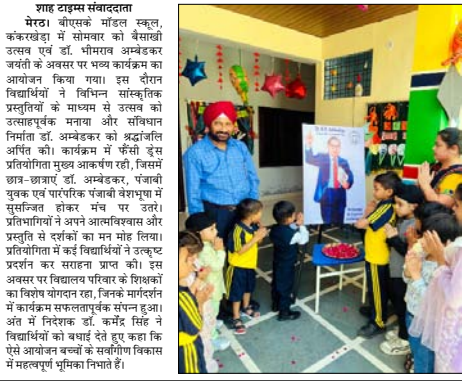 शाह टाइम्स संवाददाता
मेरठ। बीएसके मॉडल स्कूल,
कंकरखेड़ा में सोमवार को बैसाखी
उत्सव एवं डॉ. भीमराव अम्बेडकर
जयंती के अवसर पर भव्य कार्यक्रम का
आयोजन किया गया। इस दौरान
विद्यार्थियों ने विभिन्न सांस्कृतिक
प्रस्तुतियों के माध्यम से उत्सव को
उत्साहपूर्वक मनाया और संविधान
निर्माता डॉ. अम्बेडकर को श्रद्धांजलि
अर्पित की। कार्यक्रम में फैंसी ड्रेस
प्रतियोगिता मुख्य आकर्षण रही, जिसमें
छात्र-छात्राएं डॉ. अम्बेडकर, पंजाबी
युवक एवं पारंपरिक पंजाबी वेशभूषा में
सुसज्जित होकर मंच पर उतरे।
प्रतिभागियों ने अपने आत्मविश्वास और
प्रस्तुति से दर्शकों का मन मोह लिया।
प्रतियोगिता में कई विद्यार्थियों ने उत्कृष्ट
प्रदर्शन कर सराहना प्राप्त की। इस
अवसर पर विद्यालय परिवार के शिक्षकों
का विशेष योगदान रहा, जिनके मार्गदर्शन
में कार्यक्रम सफलतापूर्वक संपन्न हुआ।
अंत में निदेशक डॉ. कर्मेंद्र सिंह ने
विद्यार्थियों को बधाई देते हुए कहा कि
ऐसे आयोजन बच्चों के सर्वांगीण विकास
में महत्वपूर्ण भूमिका निभाते हैं।